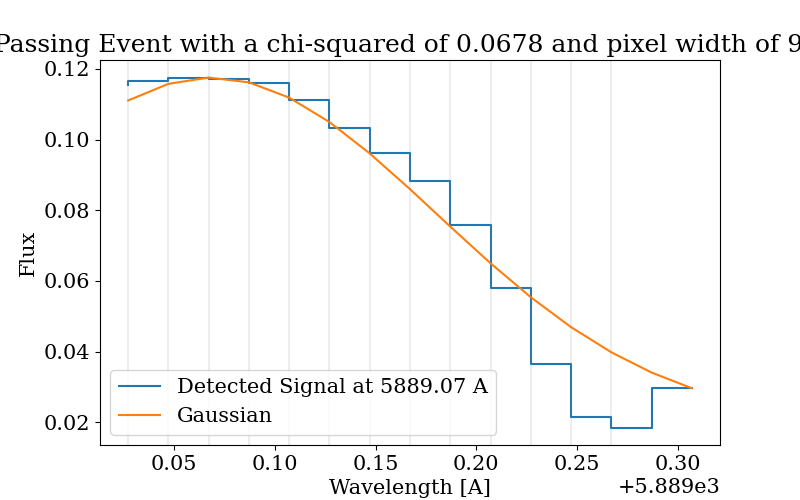 Passing Event with a chi-squared of 0.0678 and pixel width of 9
0.12
0.10
0.08
0.06
0.04
0.02
Flux
Detected Signal at 5889.07 A
Gaussian
0.05 0.10 0.15 0.20 0.25 0.30
Wavelength [A]
+5.889e3